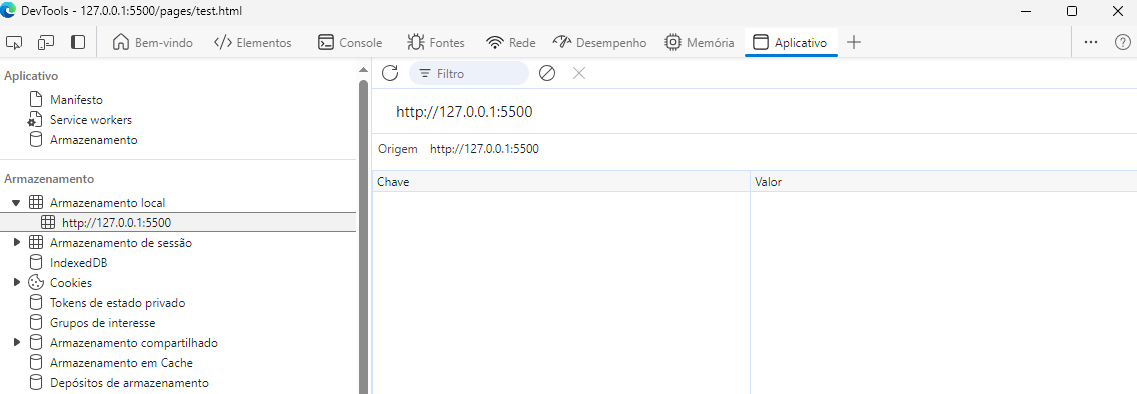 DevTools - 127.0.0.1:5500/pages/test.html
Bem-vindo Elementos Console Fontes Rede Desempenho Memória Aplicativo
Aplicativo
Manifesto
Service workers
Armazenamento
Armazenamento
Armazenamento local
http://127.0.0.1:5500
Armazenamento de sessão
IndexedDB
Cookies
Tokens de estado privado
Grupos de interesse
Armazenamento compartilhado
Armazenamento em Cache
Depósitos de armazenamento
Filtro
http://127.0.0.1:5500
Origem http://127.0.0.1:5500
Chave Valor